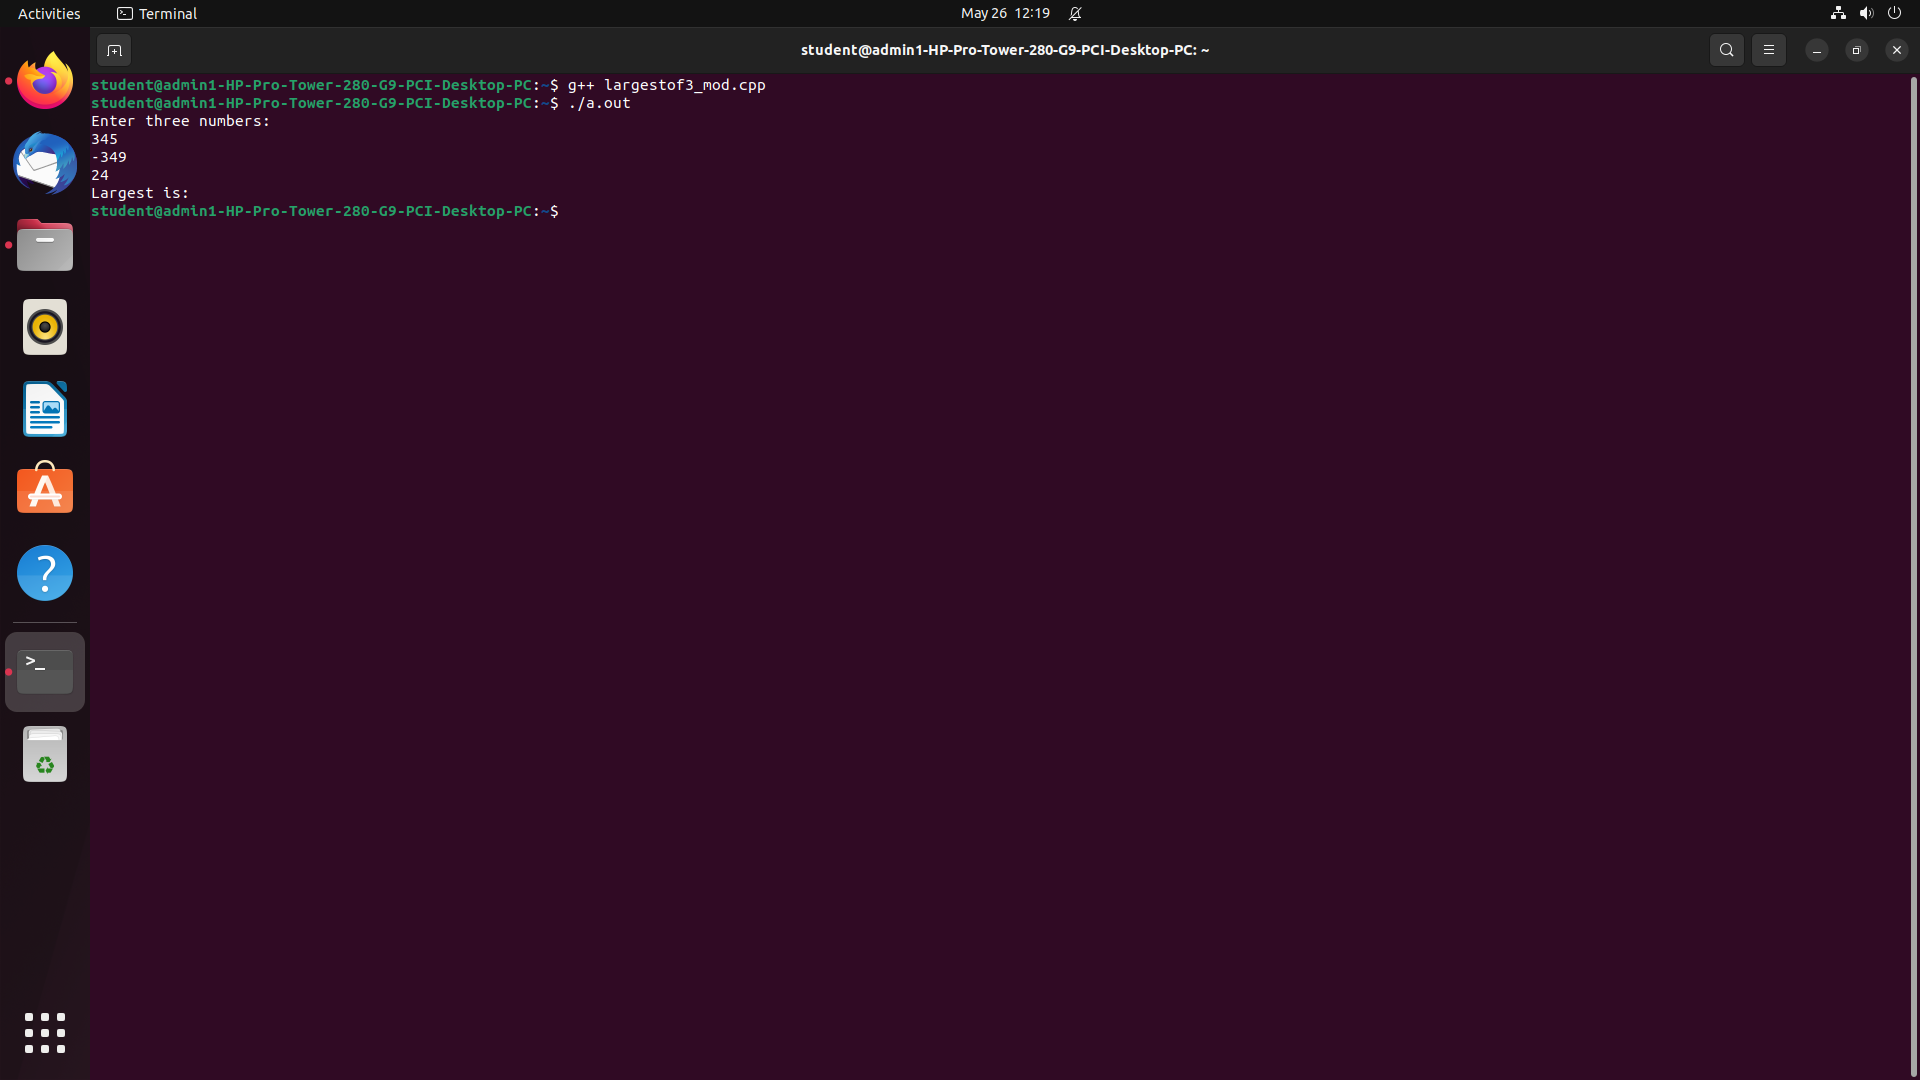 Activities
Terminal
May 26 12:19
student@admin1-HP-Pro-Tower-280-G9-PCI-Desktop-PC: ~
student@admin1-HP-Pro-Tower-280-G9-PCI-Desktop-PC:~$ g++ largestof3_mod.cpp
student@admin1-HP-Pro-Tower-280-G9-PCI-Desktop-PC:~$ ./a.out
Enter three numbers:
345
-349
24
Largest is:
student@admin1-HP-Pro-Tower-280-G9-PCI-Desktop-PC:~$